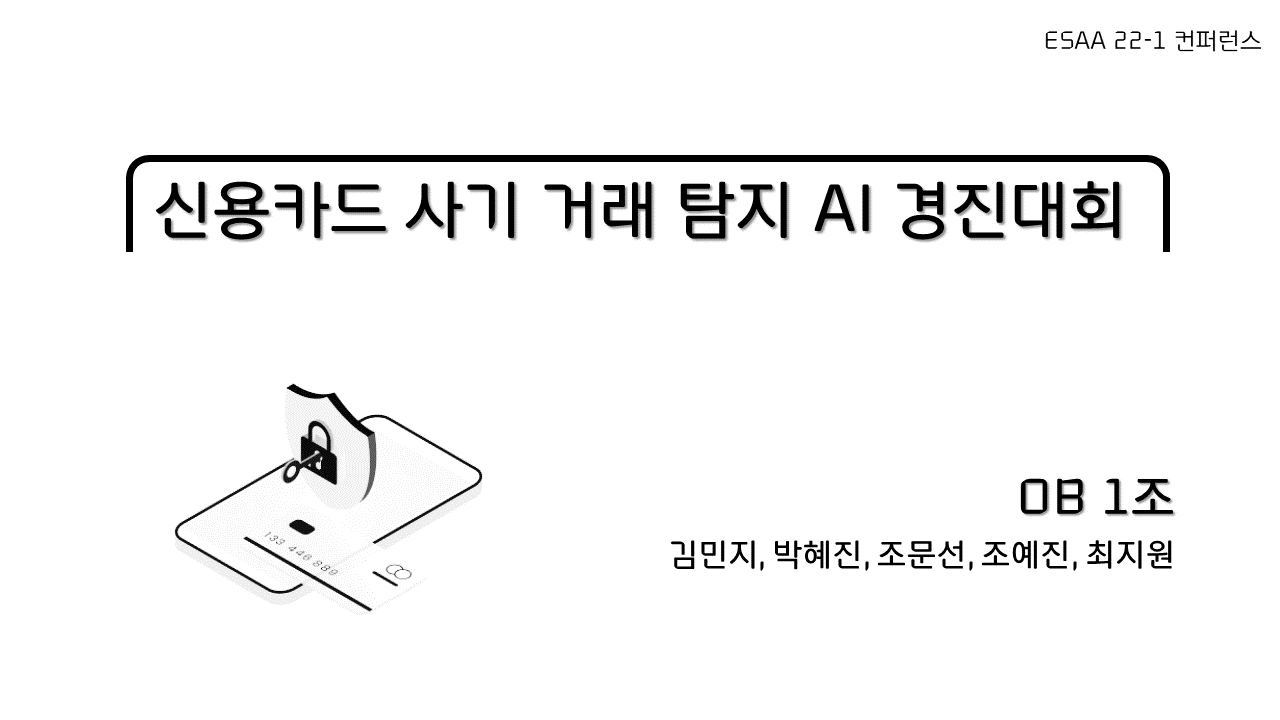 ESAA 22-1 컨퍼런스
신용카드 사기 거래 탐지 AI 경진대회
133 448 889
OB 1조
김민지, 박혜진, 조문선, 조예진, 최지원